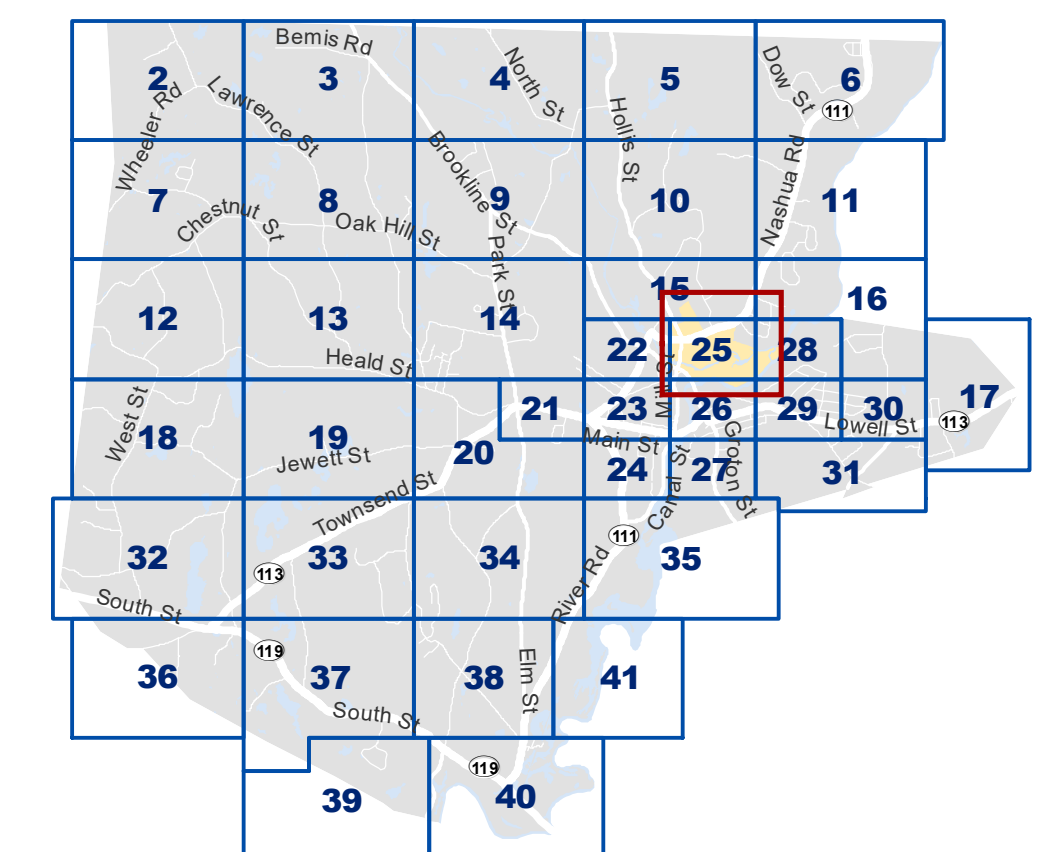 Bemis Rd
2
3
4
North St
5
Dow St
6
111
Wheeler Rd
Lawrence St
Hollis St
Brookline St
Nashua Rd
7
8
9
10
11
Chestnut St
Oak Hill St
Park St
12
13
14
15
16
Heald St
22
25
28
Mill St
17
West St
18
19
20
21
23
26
29
30
Lowell St
113
Jewett St
Main St
Groton St
24
27
31
Canal St
Townsend St
32
33
34
111
35
113
River Rd
South St
119
36
37
38
Elm St
41
South St
119
39
40